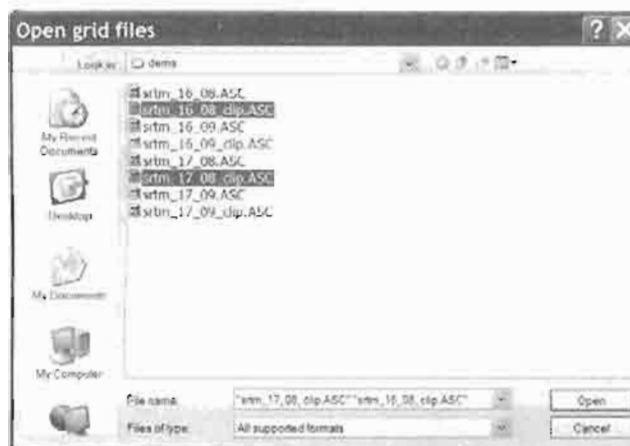 Open grid files
Look in: dems
srtm_16_08.ASC
srtm_16_08_clip.ASC
srtm_16_09.ASC
srtm_16_09_clip.ASC
srtm_17_08.ASC
srtm_17_08_clip.ASC
srtm_17_09.ASC
srtm_17_09_clip.ASC
My Recent
Documents
Desktop
My Documents
My Computer
File name: "srtm_17_08_clip.ASC" "srtm_16_08_clip.ASC" Open
Files of type: All supported formats Cancel